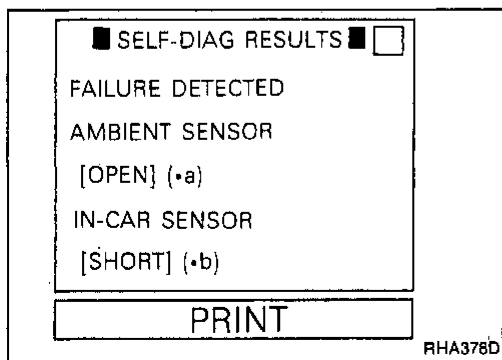 ■ SELF-DIAG RESULTS ■ □
FAILURE DETECTED
AMBIENT SENSOR
[OPEN] (•a)
IN-CAR SENSOR
[SHORT] (•b)
PRINT
RHA378D